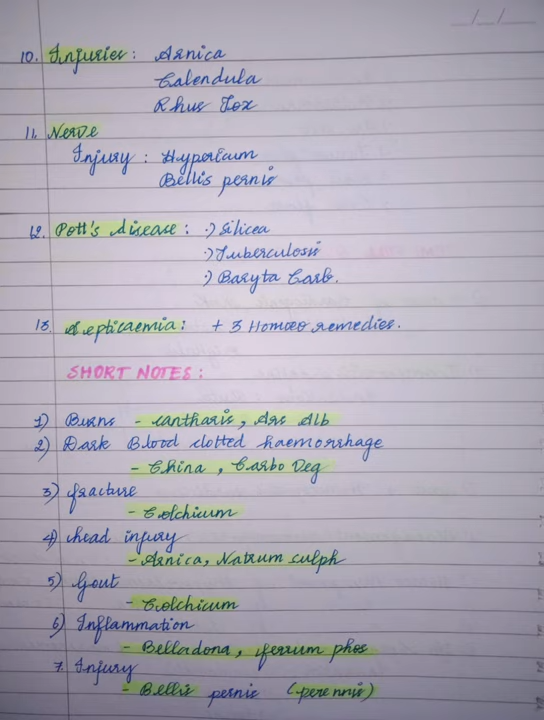 10. Injuries: Arnica
Calendula
Rhus Tox
11. Nerve
Injury : Hypericum
Bellis pernis
12. Pott's disease : ·) Silicea
·) Tuberculosis
·) Baryta Carb.
13. Septicaemia: + 3 Homoeo remedies.
SHORT NOTES:
1) Burns - Cantharis, Ars Alb
2) Dark Blood clotted haemorrhage
- China, Carbo Veg
3) fracture
- Colchicum
4) head injury
- Arnica, Natrum sulph
5) Gout
- Colchicum
6) Inflammation
- Belladona, ferrum phos
7. Injury
- Bellis pernis (perennis)